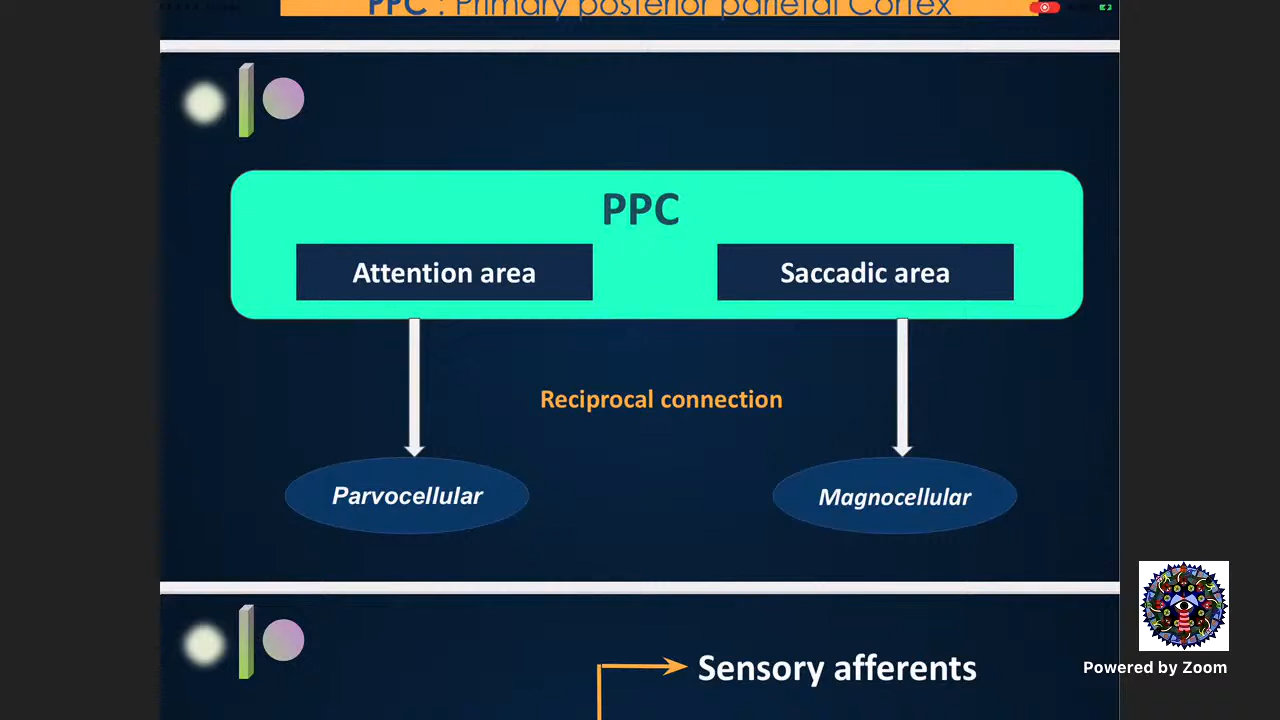 PPC : Primary posterior parietal Cortex
PPC
Attention area
Saccadic area
Reciprocal connection
Parvocellular
Magnocellular
Sensory afferents
Powered by Zoom